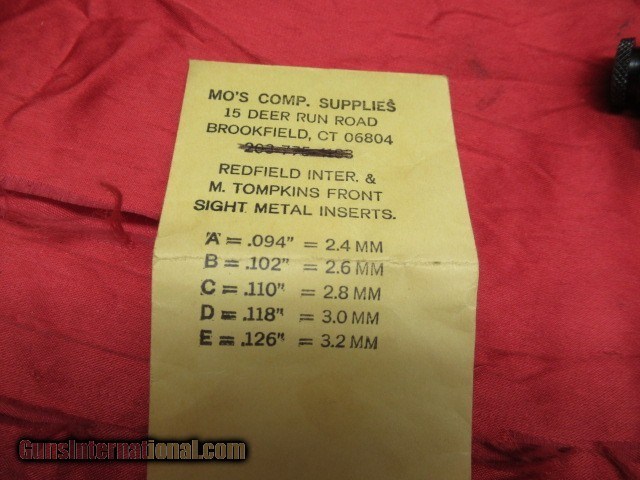 MO'S COMP. SUPPLIES
15 DEER RUN ROAD
BROOKFIELD, CT 06804
REDFIELD INTER. &
M. TOMPKINS FRONT
SIGHT METAL INSERTS.
A = .094" = 2.4 MM
B = .102" = 2.6 MM
C = .110" = 2.8 MM
D = .118" = 3.0 MM
E = .126" = 3.2 MM
GunsInternational.com